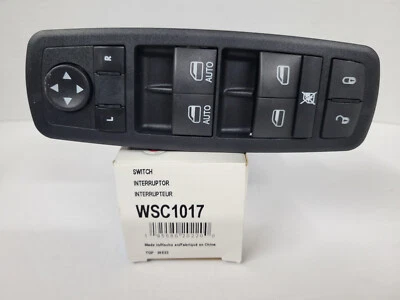 R
L
AUTO
AUTO
SWITCH
INTERRUPTOR
INTERRUPTEUR
WSC1017